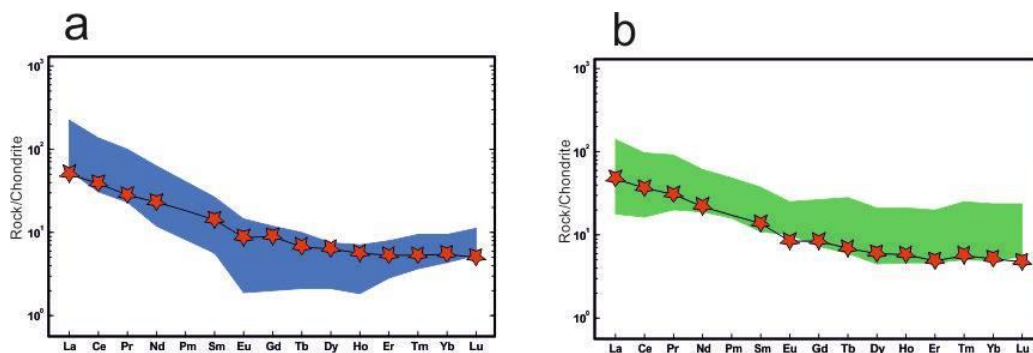 a
b
Rock/Chondrite
10³
10²
10¹
10⁰
La Ce Pr Nd Pm Sm Eu Gd Tb Dy Ho Er Tm Yb Lu
Rock/Chondrite
10³
10²
10¹
10⁰
La Ce Pr Nd Pm Sm Eu Gd Tb Dy Ho Er Tm Yb Lu